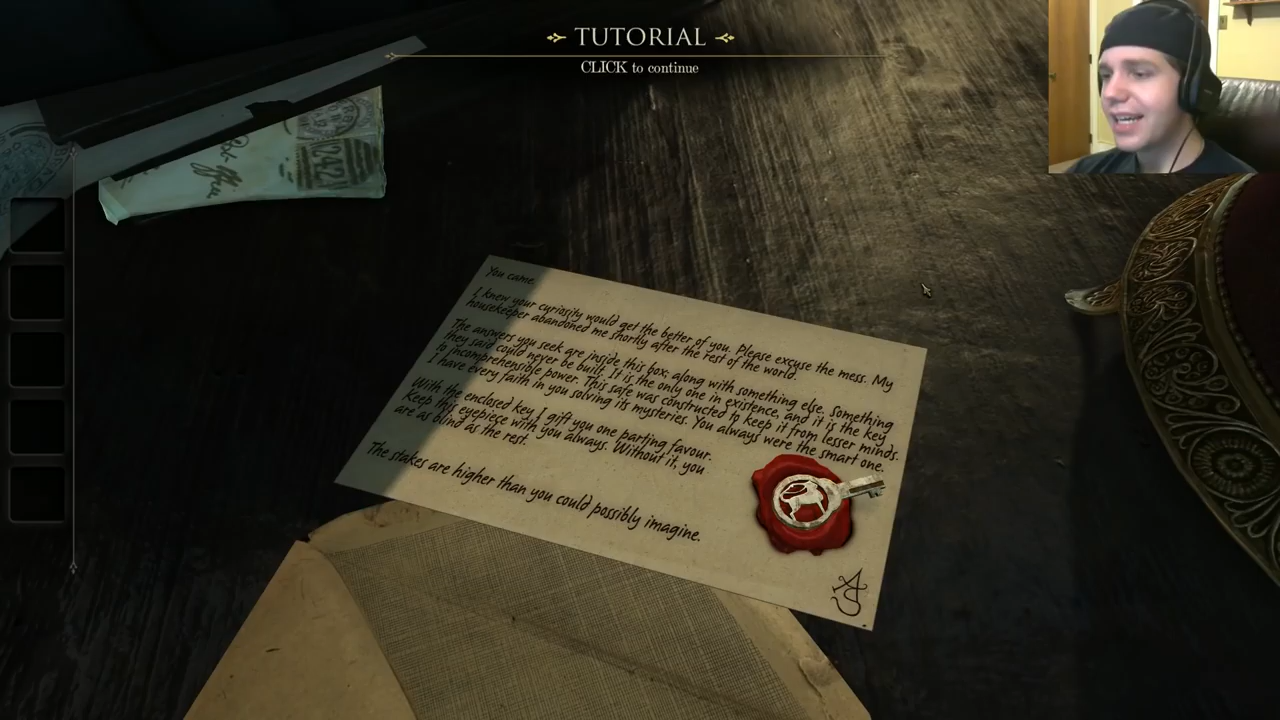 TUTORIAL
CLICK to continue
242
You came.
I knew your curiosity would get the better of you. Please excuse the mess. My
housekeeper abandoned me shortly after the rest of the world.
The answers you seek are inside this box; along with something else. Something
they said could never be built. It is the only one in existence, and it is the key
to incomprehensible power. This safe was constructed to keep it from lesser minds.
I have every faith in you solving its mysteries. You always were the smart one.
With the enclosed key I gift you one parting favour.
Keep this eyepiece with you always. Without it, you
are as blind as the rest.
The stakes are higher than you could possibly imagine.